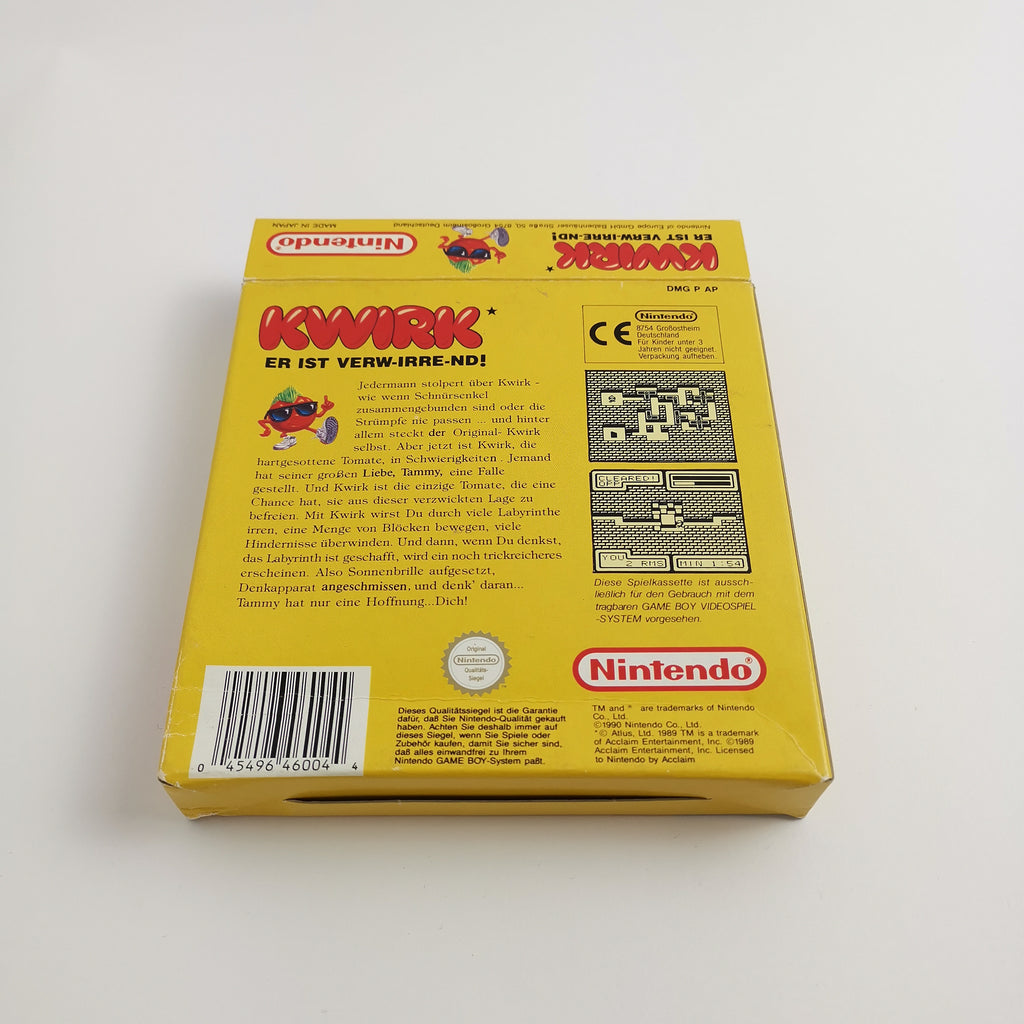 Nintendo of Europe GmbH Babenhäuser Straße 50, 8754 Großostheim Deutschland
MADE IN JAPAN
KWIRK*
ER IST VERW-IRRE-ND!
Nintendo®
DMG P AP
KWIRK*
ER IST VERW-IRRE-ND!
Jedermann stolpert über Kwirk -
wie wenn Schnürsenkel
zusammengebunden sind oder die
Strümpfe nie passen ... und hinter
allem steckt der Original- Kwirk
selbst. Aber jetzt ist Kwirk, die
hartgesottene Tomate, in Schwierigkeiten. Jemand
hat seiner großen Liebe, Tammy, eine Falle
gestellt. Und Kwirk ist die einzige Tomate, die eine
Chance hat, sie aus dieser verzwickten Lage zu
befreien. Mit Kwirk wirst Du durch viele Labyrinthe
irren, eine Menge von Blöcken bewegen, viele
Hindernisse überwinden. Und dann, wenn Du denkst,
das Labyrinth ist geschafft, wird ein noch trickreicheres
erscheinen. Also Sonnenbrille aufgesetzt,
Denkapparat angeschmissen, und denk' daran...
Tammy hat nur eine Hoffnung...Dich!
CE
Nintendo
8754 Großostheim
Deutschland
Für Kinder unter 3
Jahren nicht geeignet.
Verpackung aufheben.
CLEARED!
YOU
2 RMS
MIN 1:54
Diese Spielkassette ist aussch-
ließlich für den Gebrauch mit dem
tragbaren GAME BOY VIDEOSPIEL
-SYSTEM vorgesehen.
Original
Nintendo
Qualitäts-
Siegel
TM
Nintendo®
Dieses Qualitätssiegel ist die Garantie
dafür, daß Sie Nintendo-Qualität gekauft
haben. Achten Sie deshalb immer auf
dieses Siegel, wenn Sie Spiele oder
Zubehör kaufen, damit Sie sicher sind,
daß alles einwandfrei zu Ihrem
Nintendo GAME BOY-System paßt.
TM and ® are trademarks of Nintendo
Co., Ltd.
©1990 Nintendo Co., Ltd.
*© Atlus, Ltd. 1989 TM is a trademark
of Acclaim Entertainment, Inc. ©1989
Acclaim Entertainment, Inc. Licensed
to Nintendo by Acclaim
0 45496 46004 4